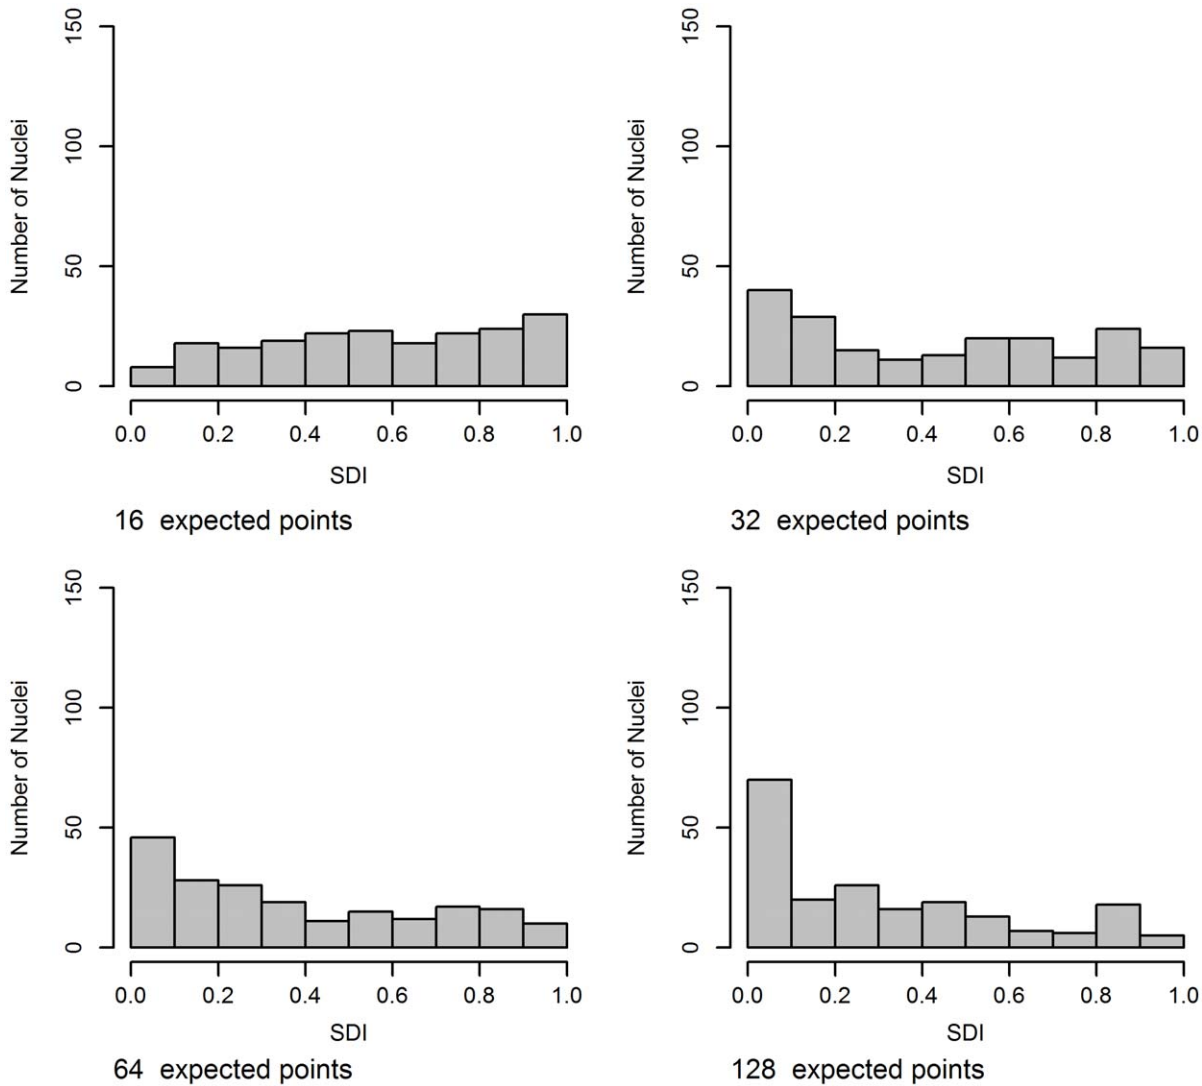 150
100
50
0
Number of Nuclei
0.0 0.2 0.4 0.6 0.8 1.0
SDI
16 expected points
150
100
50
0
Number of Nuclei
0.0 0.2 0.4 0.6 0.8 1.0
SDI
32 expected points
150
100
50
0
Number of Nuclei
0.0 0.2 0.4 0.6 0.8 1.0
SDI
64 expected points
150
100
50
0
Number of Nuclei
0.0 0.2 0.4 0.6 0.8 1.0
SDI
128 expected points